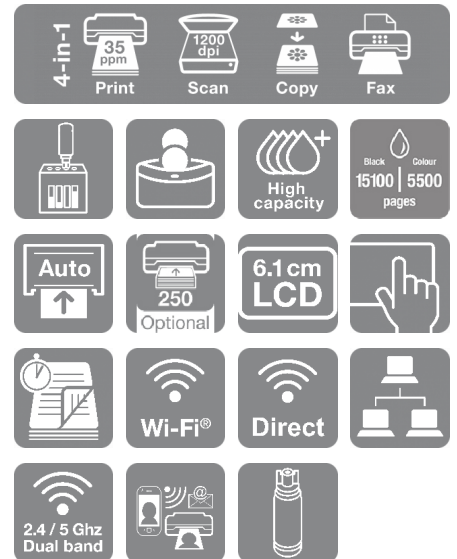 4-in-1
35
ppm
Print
1200
dpi
Scan
Copy
Fax
High
capacity
Black Colour
15100 | 5500
pages
Auto
250
Optional
6.1 cm
LCD
Wi-Fi®
Direct
2.4 / 5 Ghz
Dual band
@